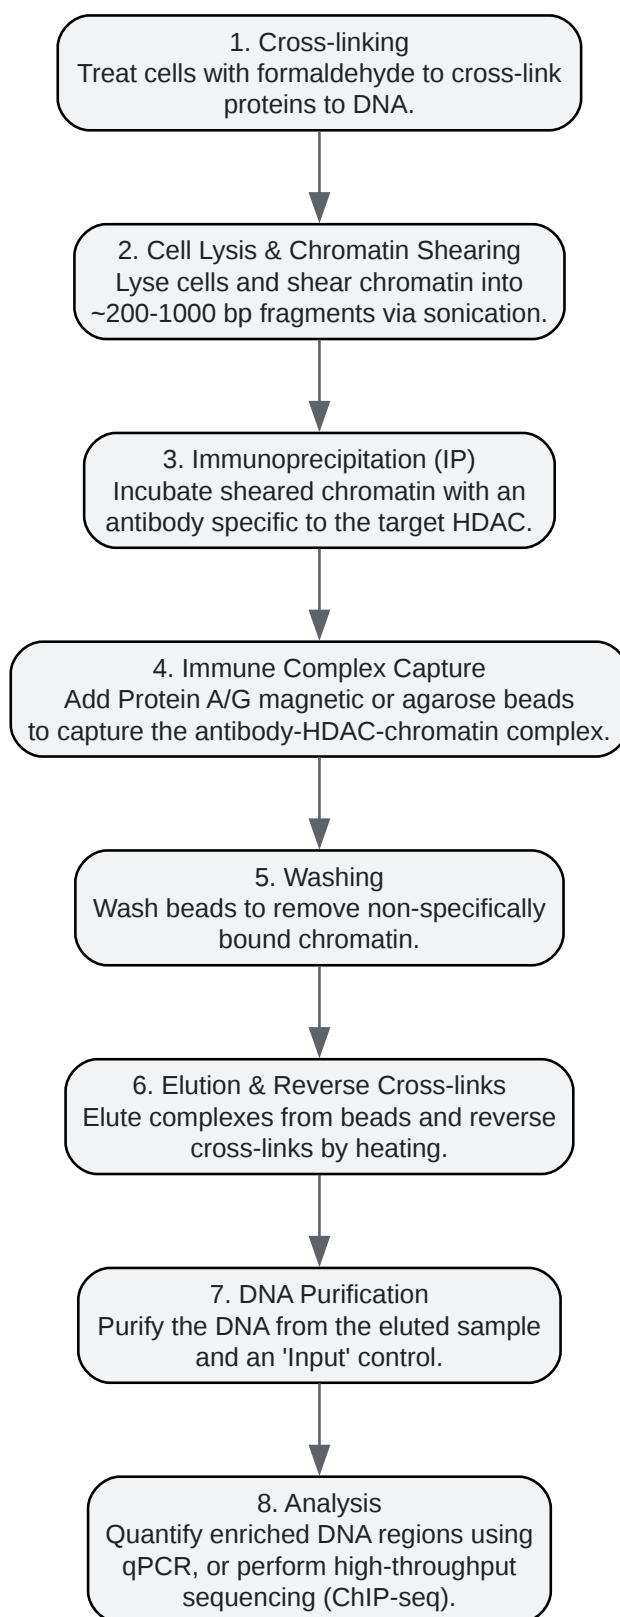 1. Cross-linking
Treat cells with formaldehyde to cross-link
proteins to DNA.
2. Cell Lysis & Chromatin Shearing
Lyse cells and shear chromatin into
~200-1000 bp fragments via sonication.
3. Immunoprecipitation (IP)
Incubate sheared chromatin with an
antibody specific to the target HDAC.
4. Immune Complex Capture
Add Protein A/G magnetic or agarose beads
to capture the antibody-HDAC-chromatin complex.
5. Washing
Wash beads to remove non-specifically
bound chromatin.
6. Elution & Reverse Cross-links
Elute complexes from beads and reverse
cross-links by heating.
7. DNA Purification
Purify the DNA from the eluted sample
and an 'Input' control.
8. Analysis
Quantify enriched DNA regions using
qPCR, or perform high-throughput
sequencing (ChIP-seq).